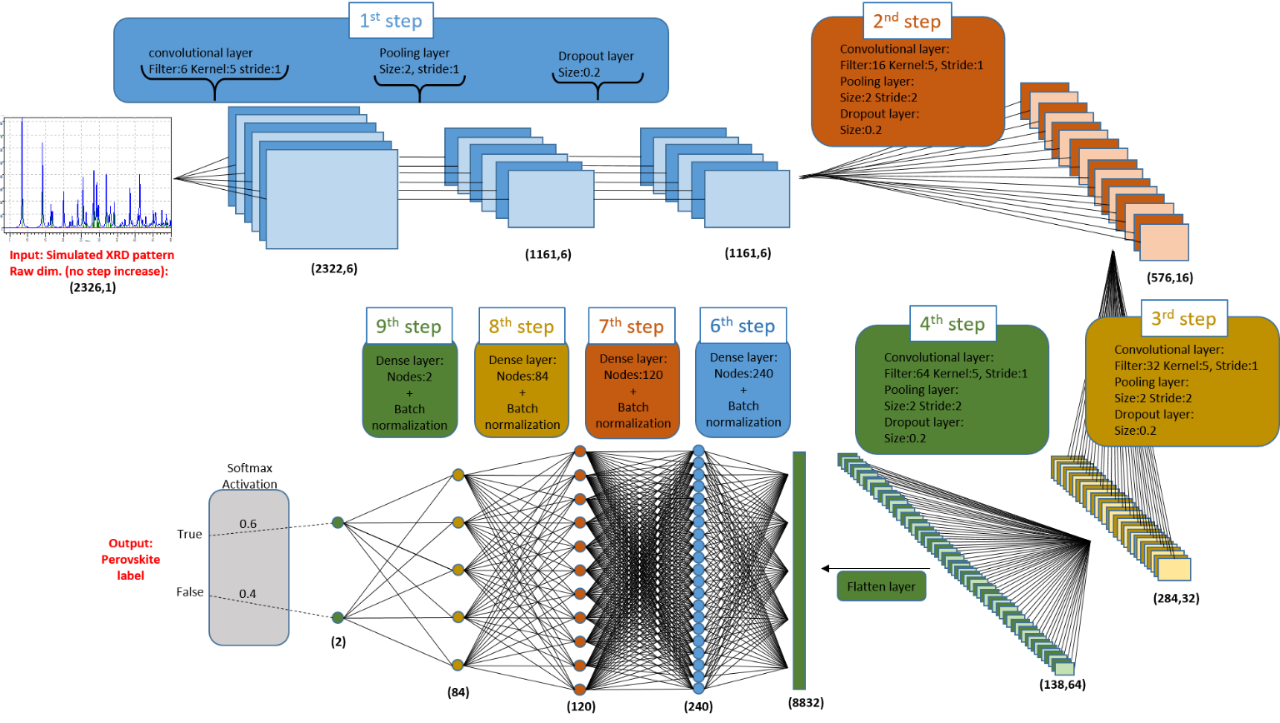 1st step
convolutional layer
Filter:6 Kernel:5 stride:1
Pooling layer
Size:2, stride:1
Dropout layer
Size:0.2
Input: Simulated XRD pattern
Raw dim. (no step increase):
(2326,1)
(2322,6)
(1161,6)
(1161,6)
2nd step
Convolutional layer:
Filter:16 Kernel:5, Stride:1
Pooling layer:
Size:2 Stride:2
Dropout layer:
Size:0.2
(576,16)
3rd step
Convolutional layer:
Filter:32 Kernel:5, Stride:1
Pooling layer:
Size:2 Stride:2
Dropout layer:
Size:0.2
(284,32)
4th step
Convolutional layer:
Filter:64 Kernel:5, Stride:1
Pooling layer:
Size:2 Stride:2
Dropout layer:
Size:0.2
(138,64)
Flatten layer
(8832)
6th step
Dense layer:
Nodes:240
+
Batch
normalization
(240)
7th step
Dense layer:
Nodes:120
+
Batch
normalization
(120)
8th step
Dense layer:
Nodes:84
+
Batch
normalization
(84)
9th step
Dense layer:
Nodes:2
+
Batch
normalization
(2)
Softmax
Activation
True
0.6
False
0.4
Output:
Perovskite
label